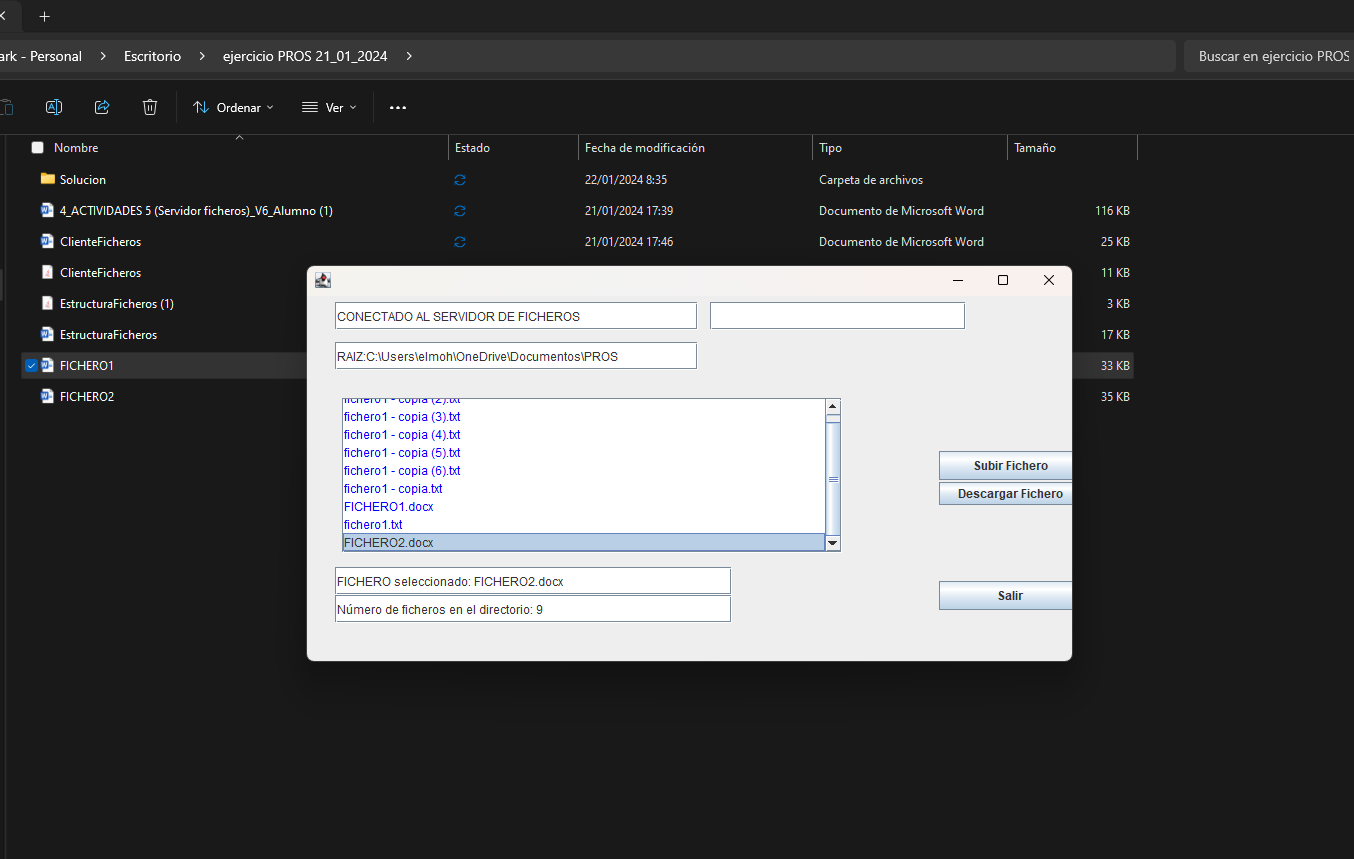 ark - Personal > Escritorio > ejercicio PROS 21_01_2024 >
Buscar en ejercicio PROS
Ordenar Ver
Nombre Estado Fecha de modificación Tipo Tamaño
Solucion 22/01/2024 8:35 Carpeta de archivos
4_ACTIVIDADES 5 (Servidor ficheros)_V6_Alumno (1) 21/01/2024 17:39 Documento de Microsoft Word 116 KB
ClienteFicheros 21/01/2024 17:46 Documento de Microsoft Word 25 KB
ClienteFicheros 11 KB
EstructuraFicheros (1) 3 KB
EstructuraFicheros 17 KB
FICHERO1 33 KB
FICHERO2 35 KB
CONECTADO AL SERVIDOR DE FICHEROS
RAIZ:C:\Users\elmoh\OneDrive\Documentos\PROS
fichero1 - copia (2).txt
fichero1 - copia (3).txt
fichero1 - copia (4).txt
fichero1 - copia (5).txt
fichero1 - copia (6).txt
fichero1 - copia.txt
FICHERO1.docx
fichero1.txt
FICHERO2.docx
Subir Fichero
Descargar Fichero
FICHERO seleccionado: FICHERO2.docx
Número de ficheros en el directorio: 9
Salir